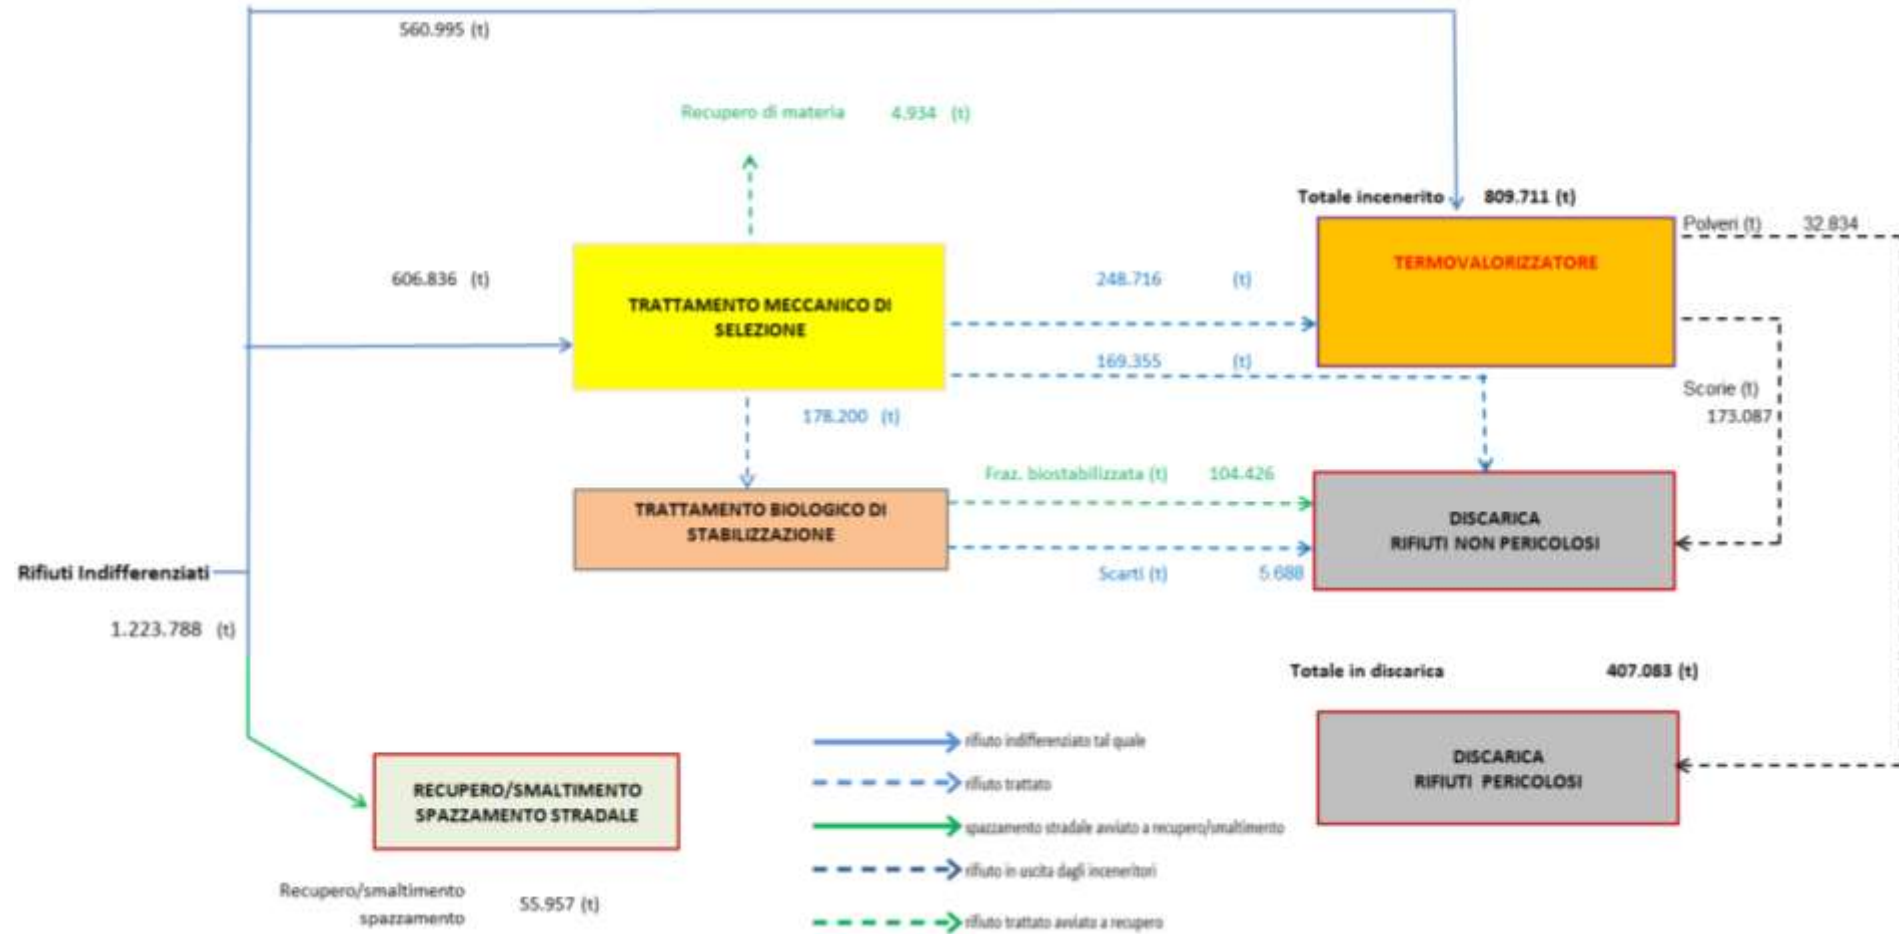 560.995 (t)
Recupero di materia 4.934 (t)
Totale incenerito 809.711 (t)
Polveri (t) 32.834
TERMOVALORIZZATORE
606.836 (t)
TRATTAMENTO MECCANICO DI
SELEZIONE
248.716 (t)
169.355 (t)
Scorie (t)
173.087
178.200 (t)
Fraz. biostabilizzata (t) 104.426
TRATTAMENTO BIOLOGICO DI
STABILIZZAZIONE
DISCARICA
RIFIUTI NON PERICOLOSI
Scarti (t) 5.688
Rifiuti Indifferenziati
1.223.788 (t)
Totale in discarica 407.083 (t)
DISCARICA
RIFIUTI PERICOLOSI
RECUPERO/SMALTIMENTO
SPAZZAMENTO STRADALE
Recupero/smaltimento
spazzamento
55.957 (t)
rifiuto indifferenziato tal quale
rifiuto trattato
spazzamento stradale avviato a recupero/smaltimento
rifiuto in uscita dagli inceneritori
rifiuto trattato avviato a recupero